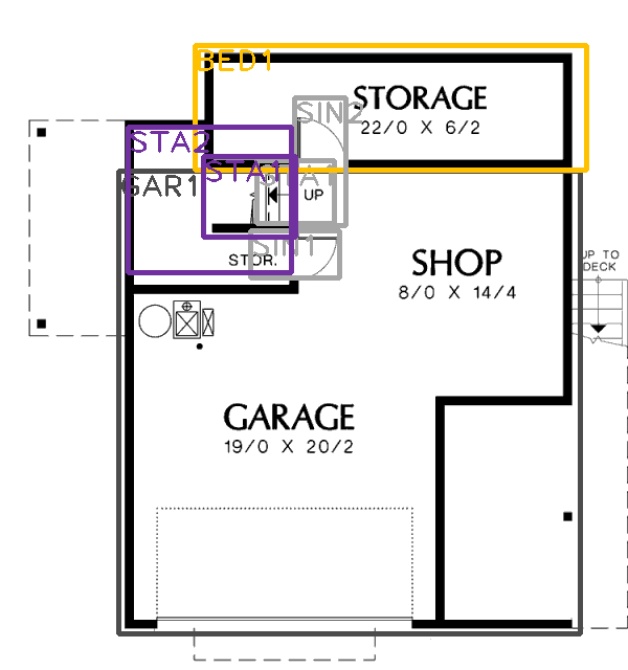 BED1
STORAGE
22/0 X 6/2
SIN2
STA2
STA1
STA1
GAR1
UP
SIN1
STOR.
SHOP
8/0 X 14/4
UP TO
DECK
GARAGE
19/0 X 20/2